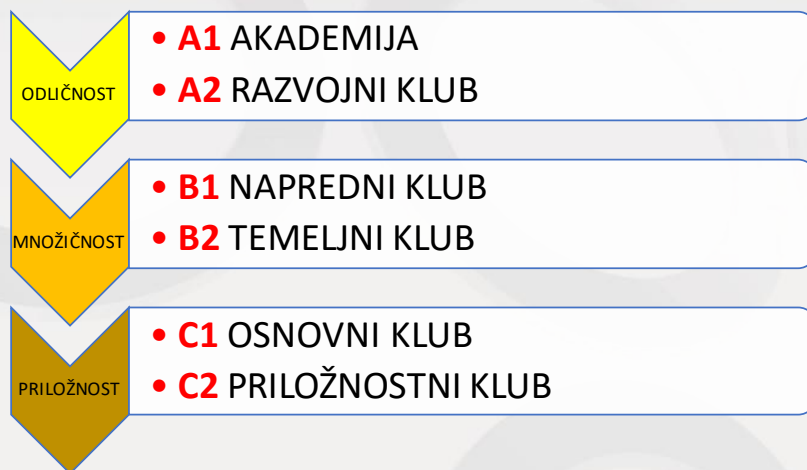 ODLIČNOST
• A1 AKADEMIJA
• A2 RAZVOJNI KLUB
MNOŽIČNOST
• B1 NAPREDNI KLUB
• B2 TEMELJNI KLUB
PRILOŽNOST
• C1 OSNOVNI KLUB
• C2 PRILOŽNOSTNI KLUB